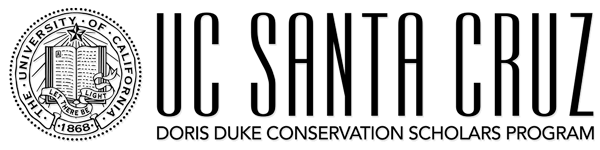 THE UNIVERSITY OF CALIFORNIA
LET THERE BE LIGHT
1868
UC SANTA CRUZ
DORIS DUKE CONSERVATION SCHOLARS PROGRAM